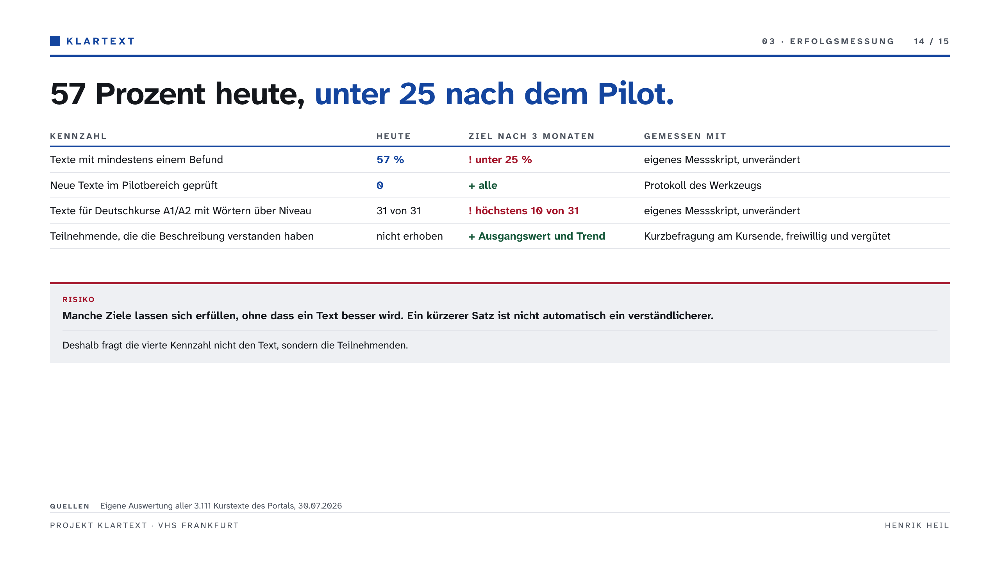 KLARTEXT
03 · ERFOLGSMESSUNG 14 / 15
57 Prozent heute, unter 25 nach dem Pilot.
KENNZAHL HEUTE ZIEL NACH 3 MONATEN GEMESSEN MIT
Texte mit mindestens einem Befund 57 % ! unter 25 % eigenes Messskript, unverändert
Neue Texte im Pilotbereich geprüft 0 + alle Protokoll des Werkzeugs
Texte für Deutschkurse A1/A2 mit Wörtern über Niveau 31 von 31 ! höchstens 10 von 31 eigenes Messskript, unverändert
Teilnehmende, die die Beschreibung verstanden haben nicht erhoben + Ausgangswert und Trend Kurzbefragung am Kursende, freiwillig und vergütet
RISIKO
Manche Ziele lassen sich erfüllen, ohne dass ein Text besser wird. Ein kürzerer Satz ist nicht automatisch ein verständlicherer.
Deshalb fragt die vierte Kennzahl nicht den Text, sondern die Teilnehmenden.
QUELLEN Eigene Auswertung aller 3.111 Kurstexte des Portals, 30.07.2026
PROJEKT KLARTEXT · VHS FRANKFURT
HENRIK HEIL